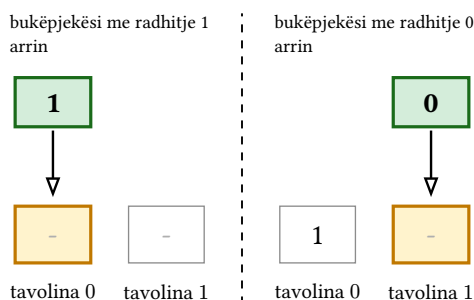 bukëpjekësi me radhitje 1
arrin
1
-
-
tavolina 0
tavolina 1
bukëpjekësi me radhitje 0
arrin
0
1
-
tavolina 0
tavolina 1